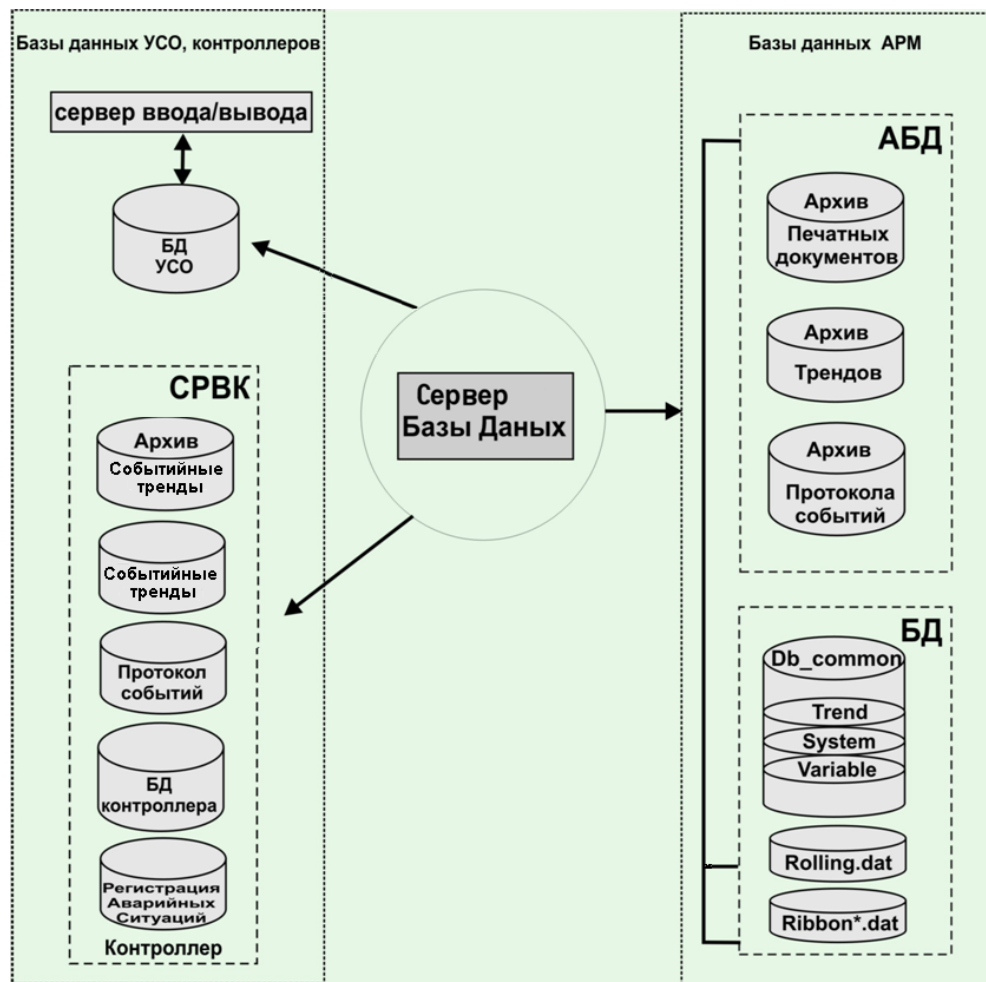 Базы данных УСО, контроллеров
сервер ввода/вывода
БД
УСО
СРВК
Архив
Событийные
тренды
Событийные
тренды
Протокол
событий
БД
контроллера
Регистрация
Аварийных
Ситуаций
Контроллер
Сервер
Базы Даных
Базы данных АРМ
АБД
Архив
Печатных
документов
Архив
Трендов
Архив
Протокола
событий
БД
Db_common
Trend
System
Variable
Rolling.dat
Ribbon*.dat